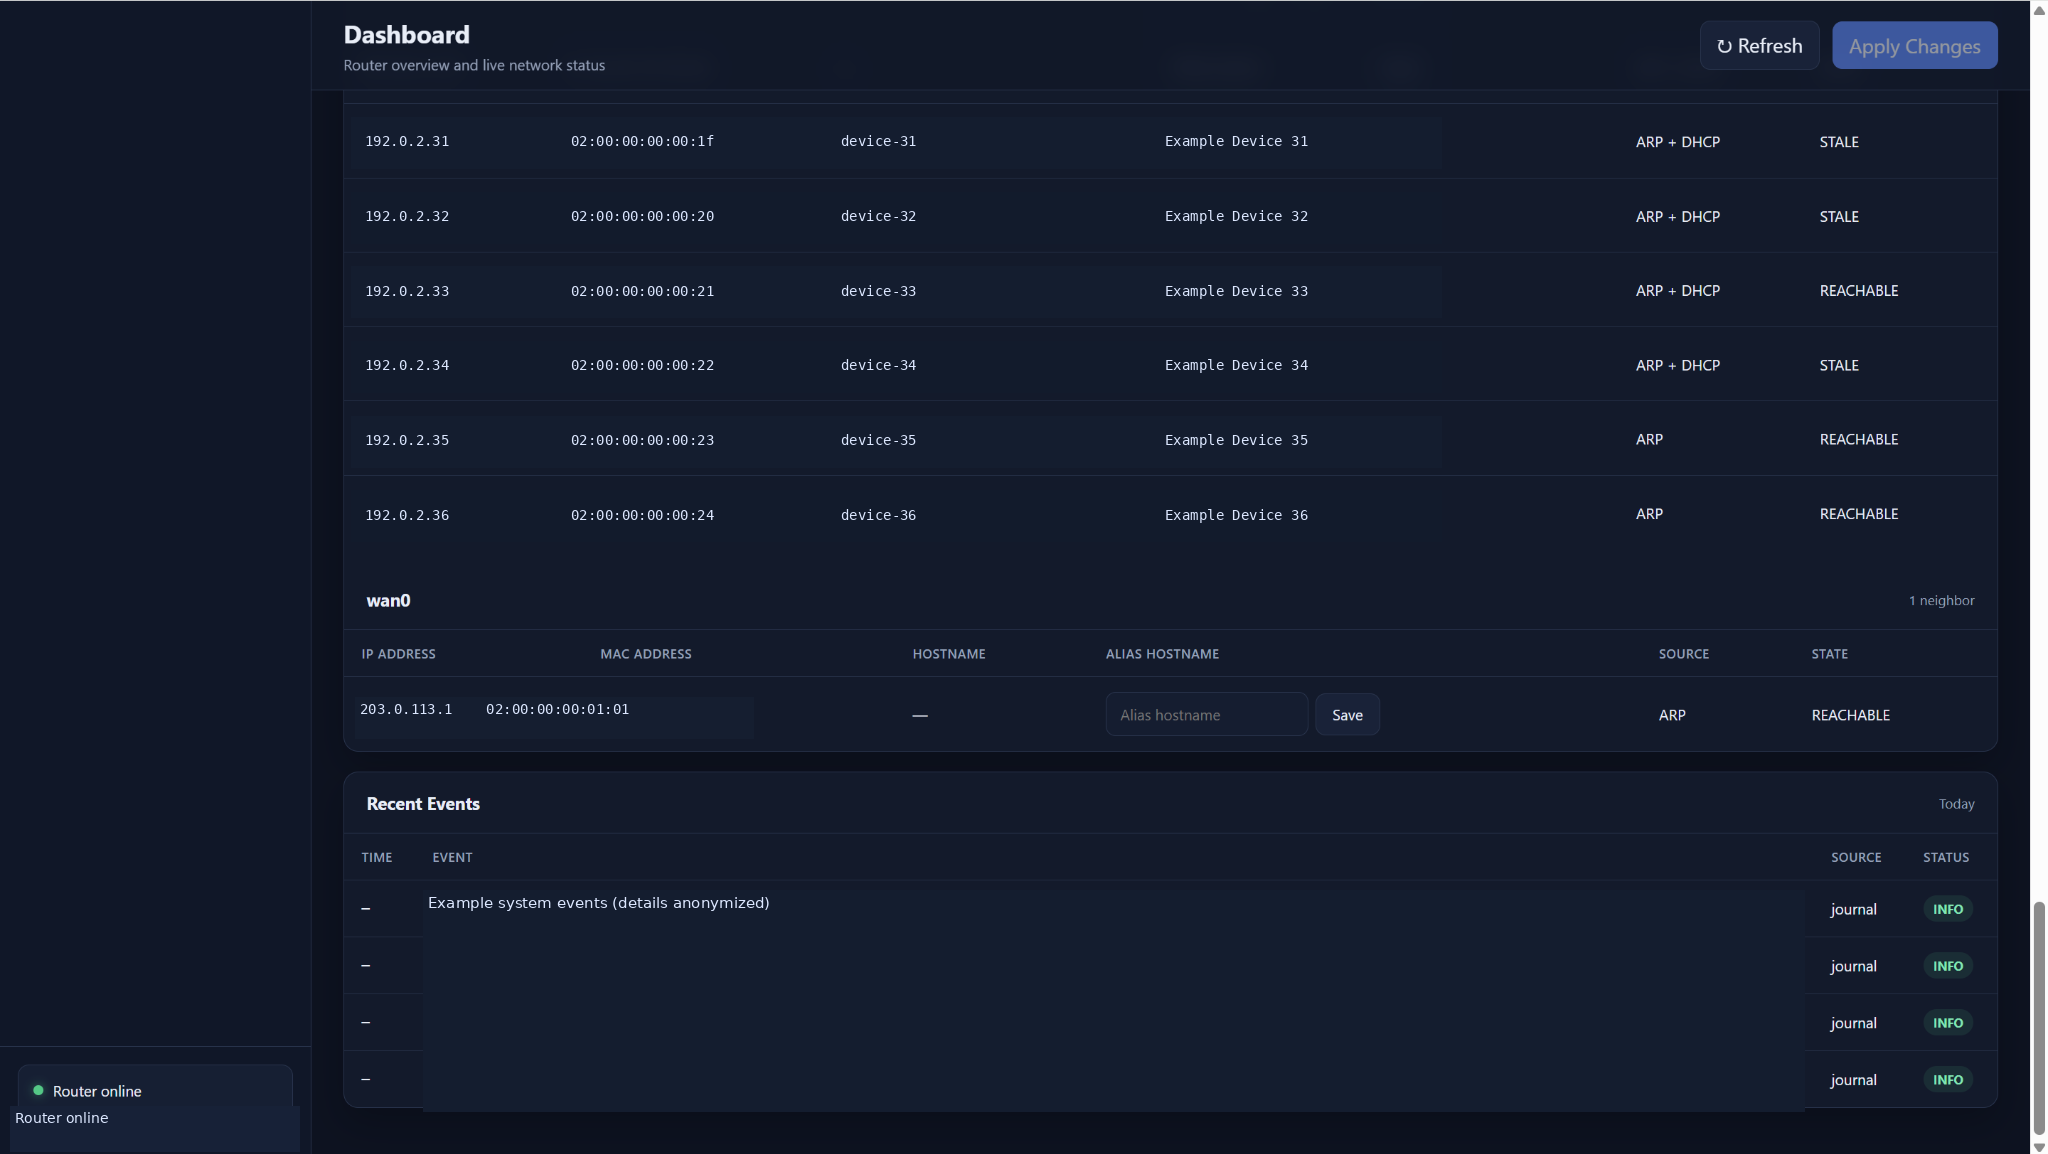 Dashboard
Router overview and live network status
↻ Refresh
Apply Changes
192.0.2.31 02:00:00:00:00:1f device-31 Example Device 31 ARP + DHCP STALE
192.0.2.32 02:00:00:00:00:20 device-32 Example Device 32 ARP + DHCP STALE
192.0.2.33 02:00:00:00:00:21 device-33 Example Device 33 ARP + DHCP REACHABLE
192.0.2.34 02:00:00:00:00:22 device-34 Example Device 34 ARP + DHCP STALE
192.0.2.35 02:00:00:00:00:23 device-35 Example Device 35 ARP REACHABLE
192.0.2.36 02:00:00:00:00:24 device-36 Example Device 36 ARP REACHABLE
wan0 1 neighbor
IP ADDRESS MAC ADDRESS HOSTNAME ALIAS HOSTNAME SOURCE STATE
203.0.113.1 02:00:00:00:01:01 — Alias hostname Save ARP REACHABLE
Recent Events Today
TIME EVENT SOURCE STATUS
– Example system events (details anonymized) journal INFO
– journal INFO
– journal INFO
– journal INFO
Router online
Router online